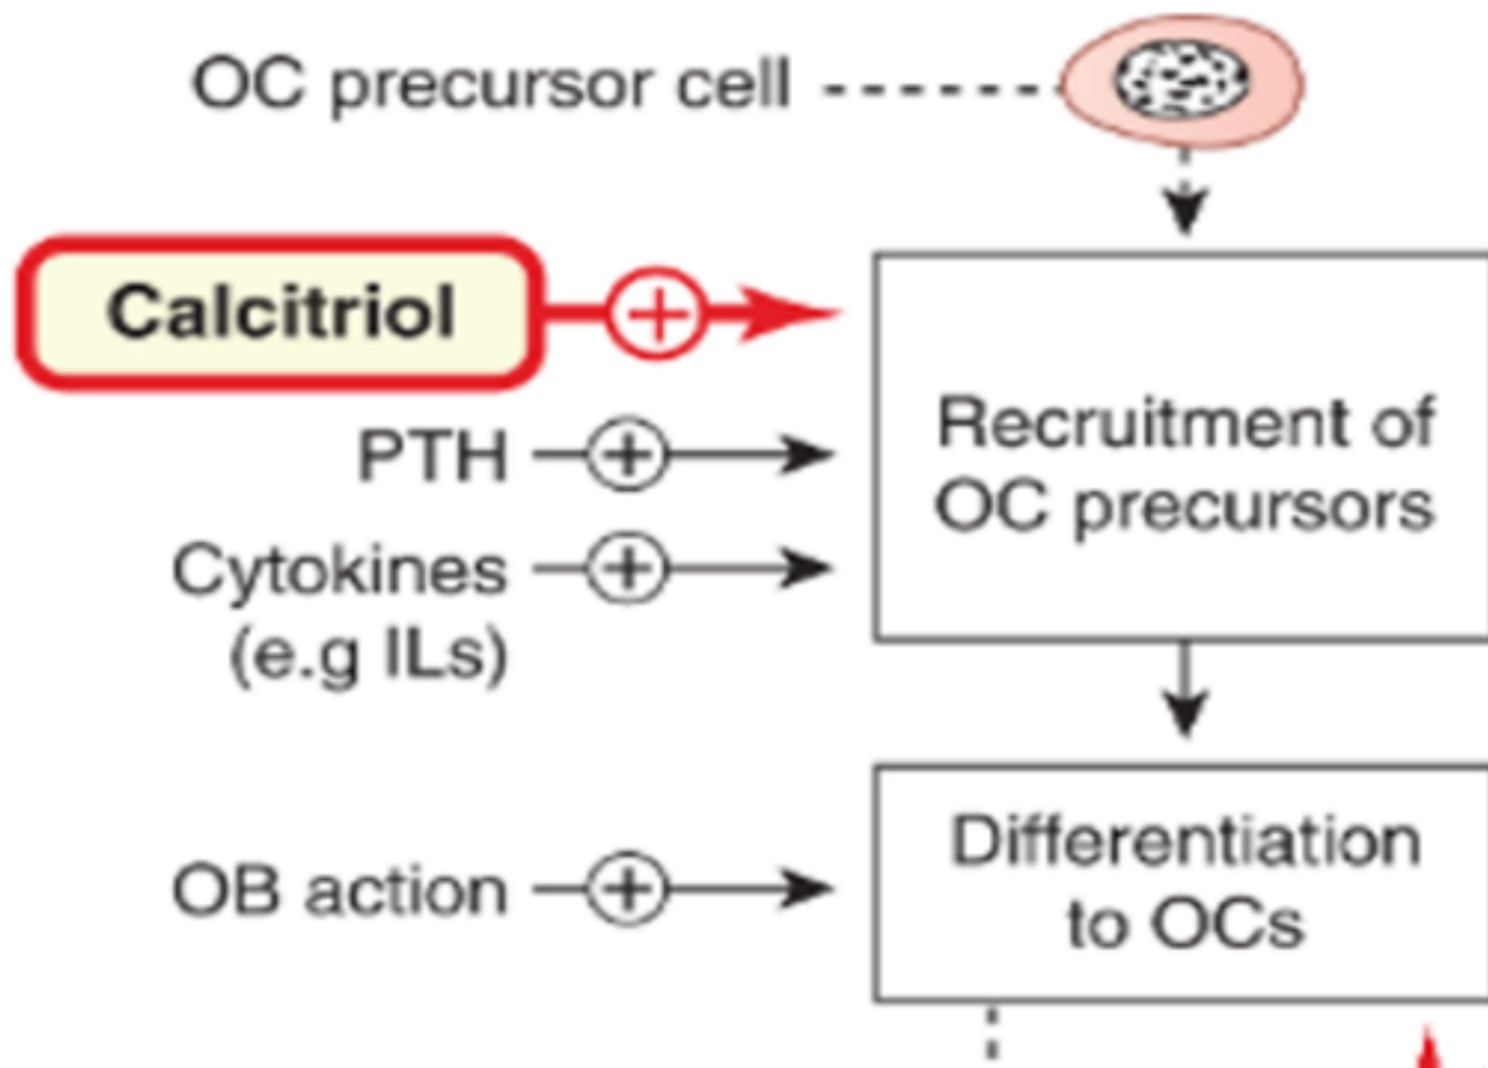 OC precursor cell
Calcitriol
PTH
Cytokines
(e.g ILs)
Recruitment of
OC precursors
OB action
Differentiation
to OCs